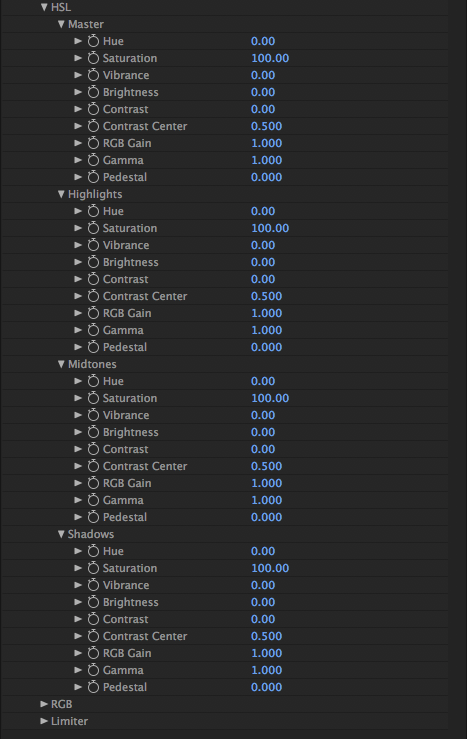 HSL
Master
Hue 0.00
Saturation 100.00
Vibrance 0.00
Brightness 0.00
Contrast 0.00
Contrast Center 0.500
RGB Gain 1.000
Gamma 1.000
Pedestal 0.000
Highlights
Hue 0.00
Saturation 100.00
Vibrance 0.00
Brightness 0.00
Contrast 0.00
Contrast Center 0.500
RGB Gain 1.000
Gamma 1.000
Pedestal 0.000
Midtones
Hue 0.00
Saturation 100.00
Vibrance 0.00
Brightness 0.00
Contrast 0.00
Contrast Center 0.500
RGB Gain 1.000
Gamma 1.000
Pedestal 0.000
Shadows
Hue 0.00
Saturation 100.00
Vibrance 0.00
Brightness 0.00
Contrast 0.00
Contrast Center 0.500
RGB Gain 1.000
Gamma 1.000
Pedestal 0.000
RGB
Limiter